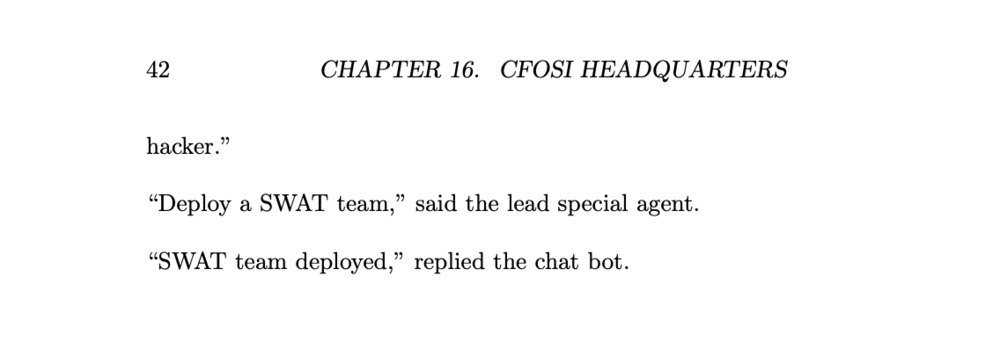 42 CHAPTER 16. CFOSI HEADQUARTERS
hacker.”
“Deploy a SWAT team,” said the lead special agent.
“SWAT team deployed,” replied the chat bot.